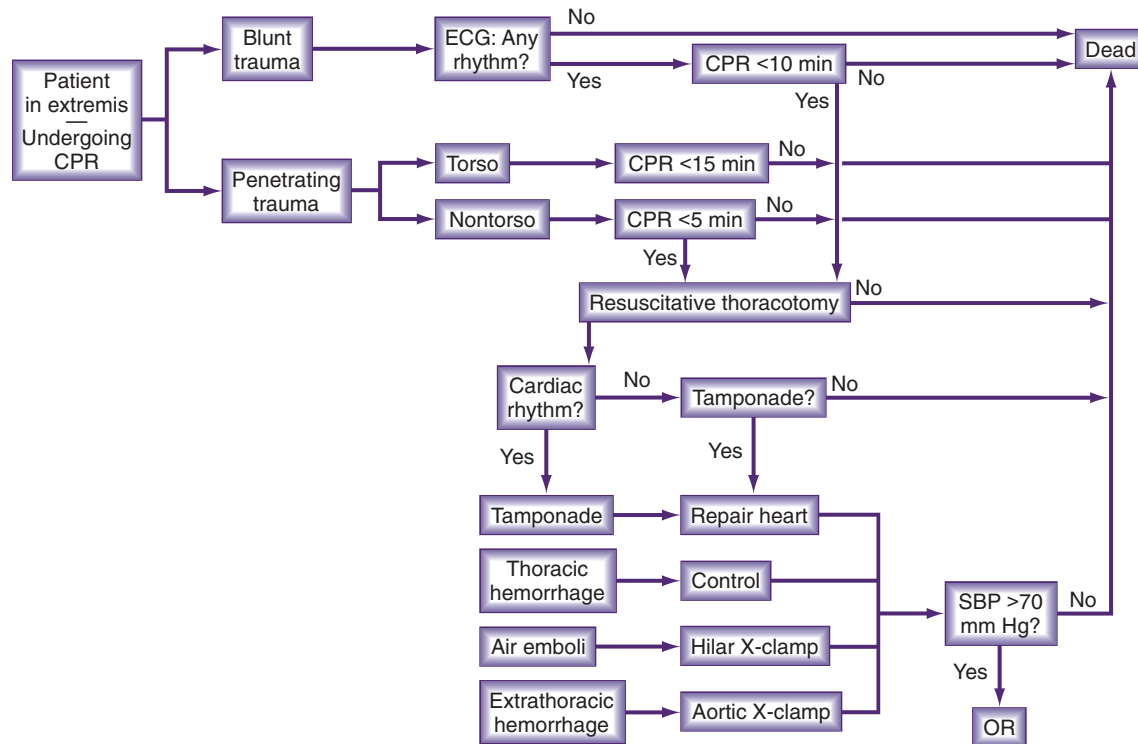 Patient
in extremis
—
Undergoing
CPR
Blunt
trauma
ECG: Any
rhythm?
No
Yes
CPR <10 min
No
Yes
Dead
Penetrating
trauma
Torso
CPR <15 min
No
Nontorso
CPR <5 min
No
Yes
Resuscitative thoracotomy
No
Cardiac
rhythm?
No
Tamponade?
No
Yes
Yes
Tamponade
Repair heart
Thoracic
hemorrhage
Control
Air emboli
Hilar X-clamp
Extrathoracic
hemorrhage
Aortic X-clamp
SBP >70
mm Hg?
No
Yes
OR